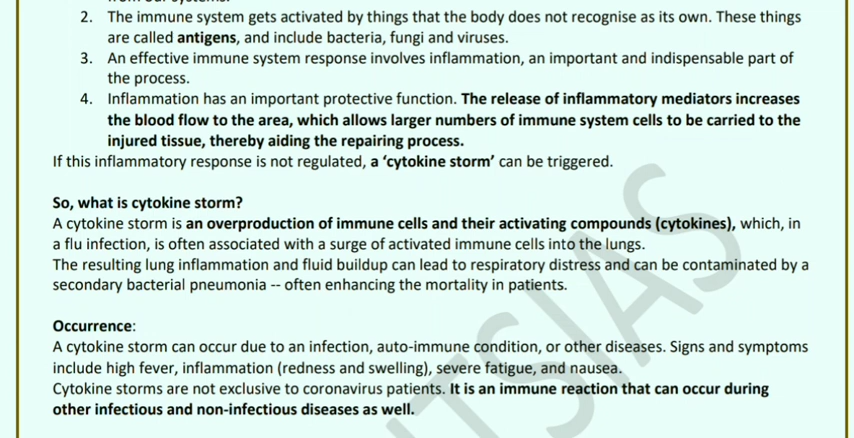 2. The immune system gets activated by things that the body does not recognise as its own. These things
are called antigens, and include bacteria, fungi and viruses.
3. An effective immune system response involves inflammation, an important and indispensable part of
the process.
4. Inflammation has an important protective function. The release of inflammatory mediators increases
the blood flow to the area, which allows larger numbers of immune system cells to be carried to the
injured tissue, thereby aiding the repairing process.
If this inflammatory response is not regulated, a ‘cytokine storm’ can be triggered.
So, what is cytokine storm?
A cytokine storm is an overproduction of immune cells and their activating compounds (cytokines), which, in
a flu infection, is often associated with a surge of activated immune cells into the lungs.
The resulting lung inflammation and fluid buildup can lead to respiratory distress and can be contaminated by a
secondary bacterial pneumonia -- often enhancing the mortality in patients.
Occurrence:
A cytokine storm can occur due to an infection, auto-immune condition, or other diseases. Signs and symptoms
include high fever, inflammation (redness and swelling), severe fatigue, and nausea.
Cytokine storms are not exclusive to coronavirus patients. It is an immune reaction that can occur during
other infectious and non-infectious diseases as well.